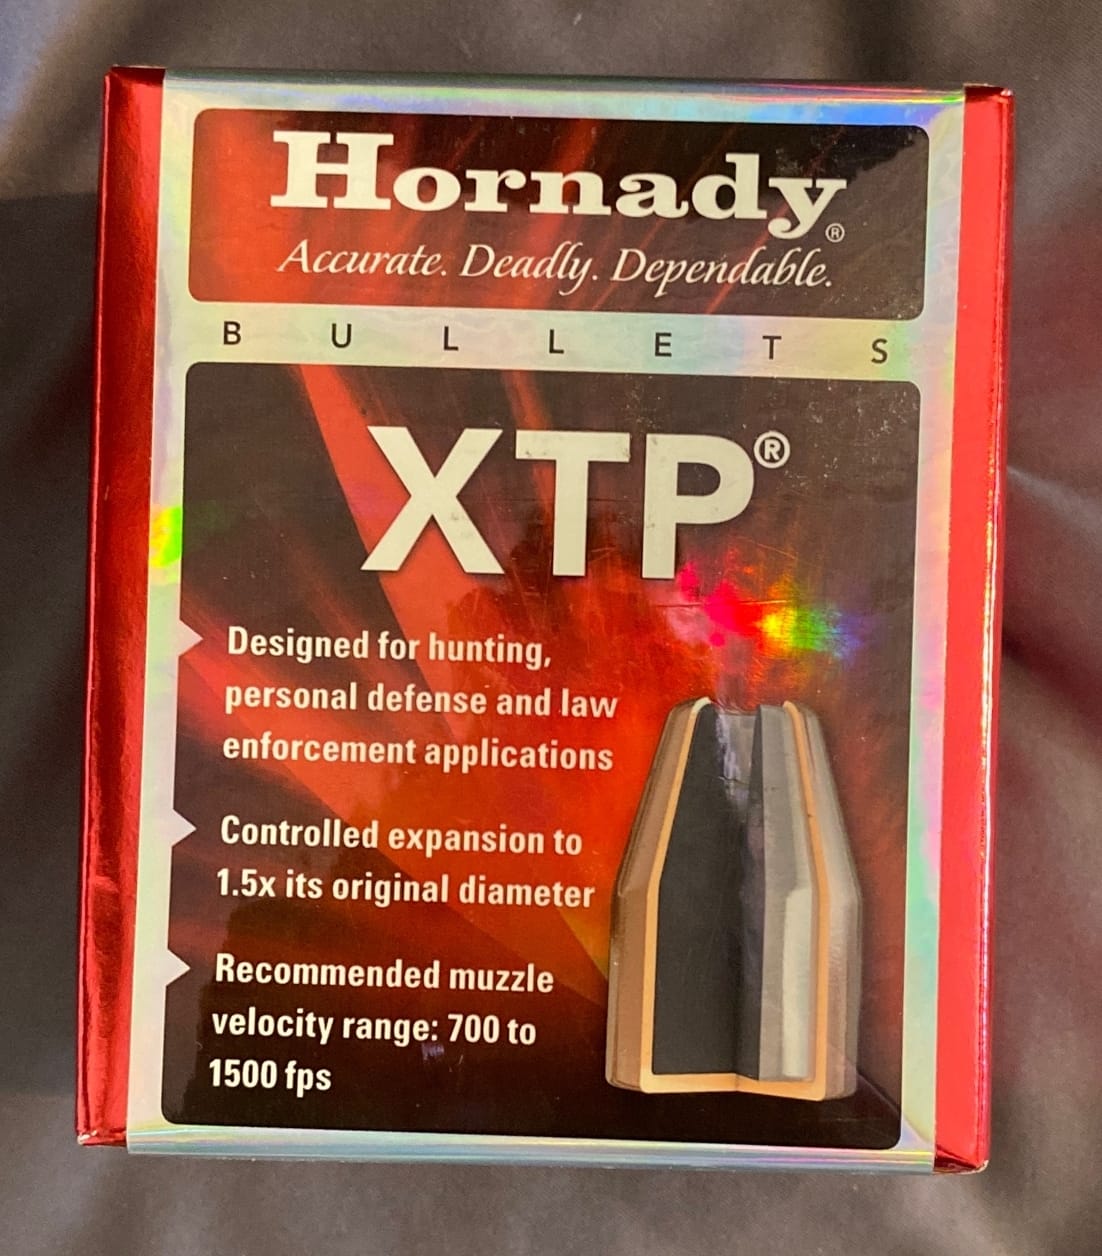 Hornady®
Accurate. Deadly. Dependable.
BULLETS
XTP®
Designed for hunting,
personal defense and law
enforcement applications
Controlled expansion to
1.5x its original diameter
Recommended muzzle
velocity range: 700 to
1500 fps